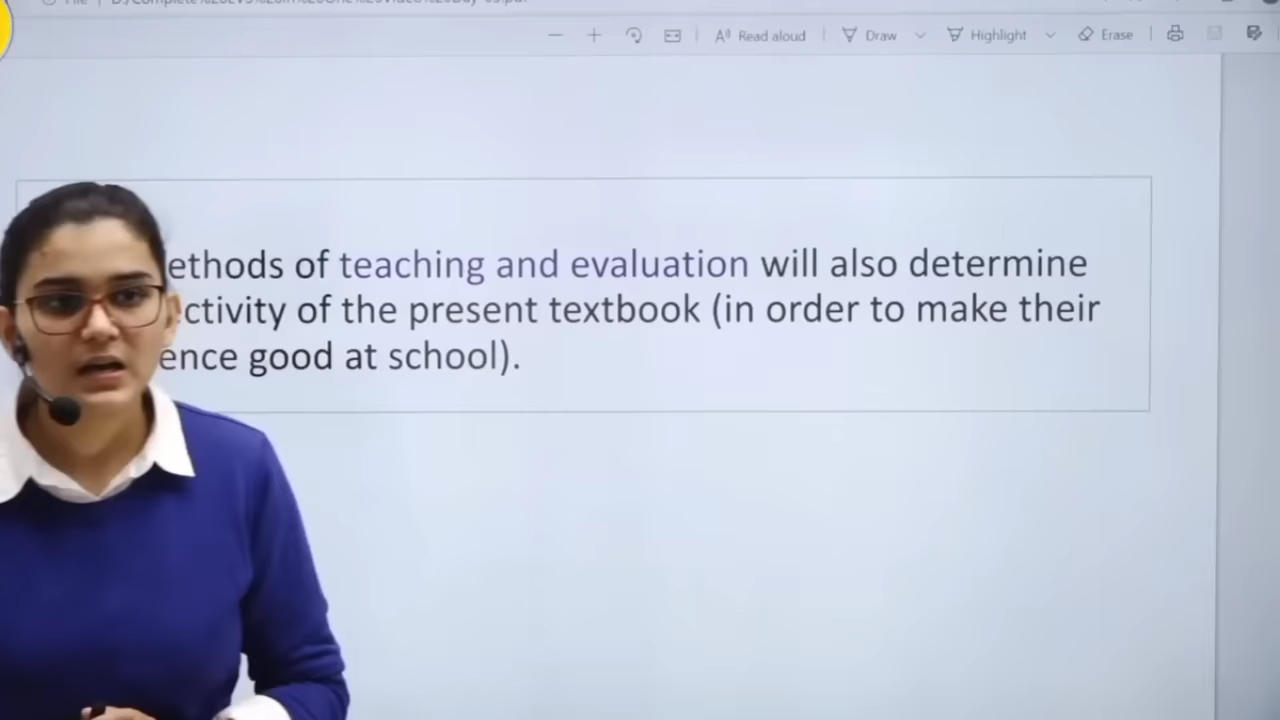 Read aloud | Draw Highlight Erase
ethods of teaching and evaluation will also determine
ctivity of the present textbook (in order to make their
ence good at school).